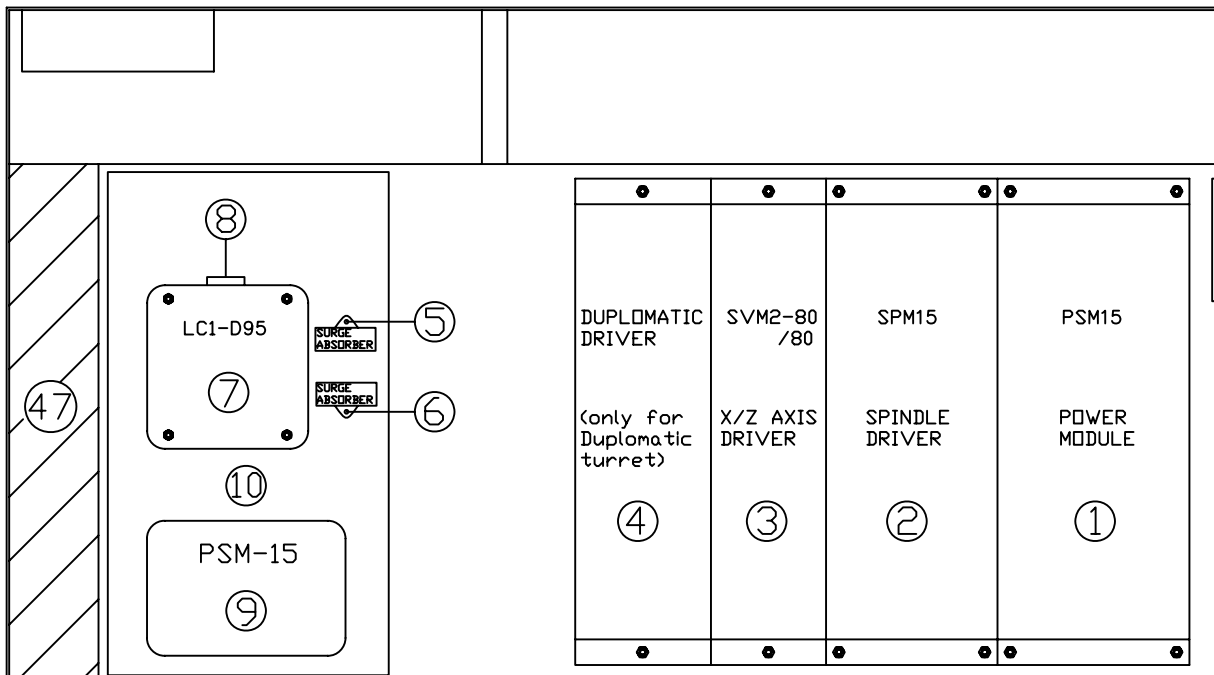 8
LC1-D95
7
SURGE
ABSORBER
5
SURGE
ABSORBER
6
47
10
PSM-15
9
DUPLOMATIC
DRIVER
(only for
Duplomatic
turret)
4
SVM2-80
/80
X/Z AXIS
DRIVER
3
SPM15
SPINDLE
DRIVER
2
PSM15
POWER
MODULE
1